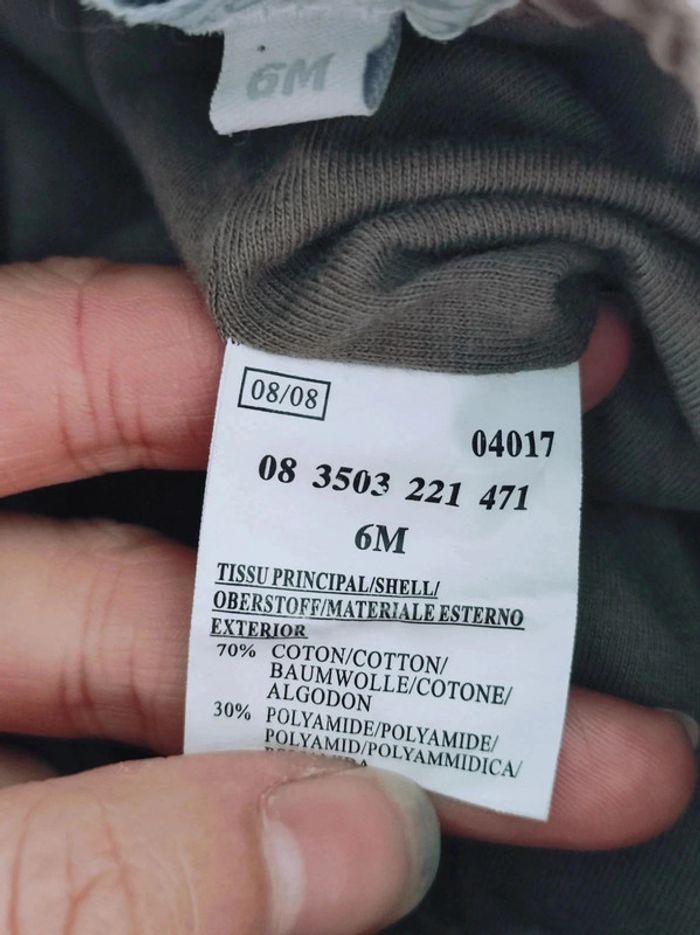 6M
08/08
04017
08 3503 221 471
6M
TISSU PRINCIPAL/SHELL/
OBERSTOFF/MATERIALE ESTERNO
EXTERIOR
70% COTON/COTTON/
BAUMWOLLE/COTONE/
ALGODON
30% POLYAMIDE/POLYAMIDE/
POLYAMID/POLYAMMIDICA/